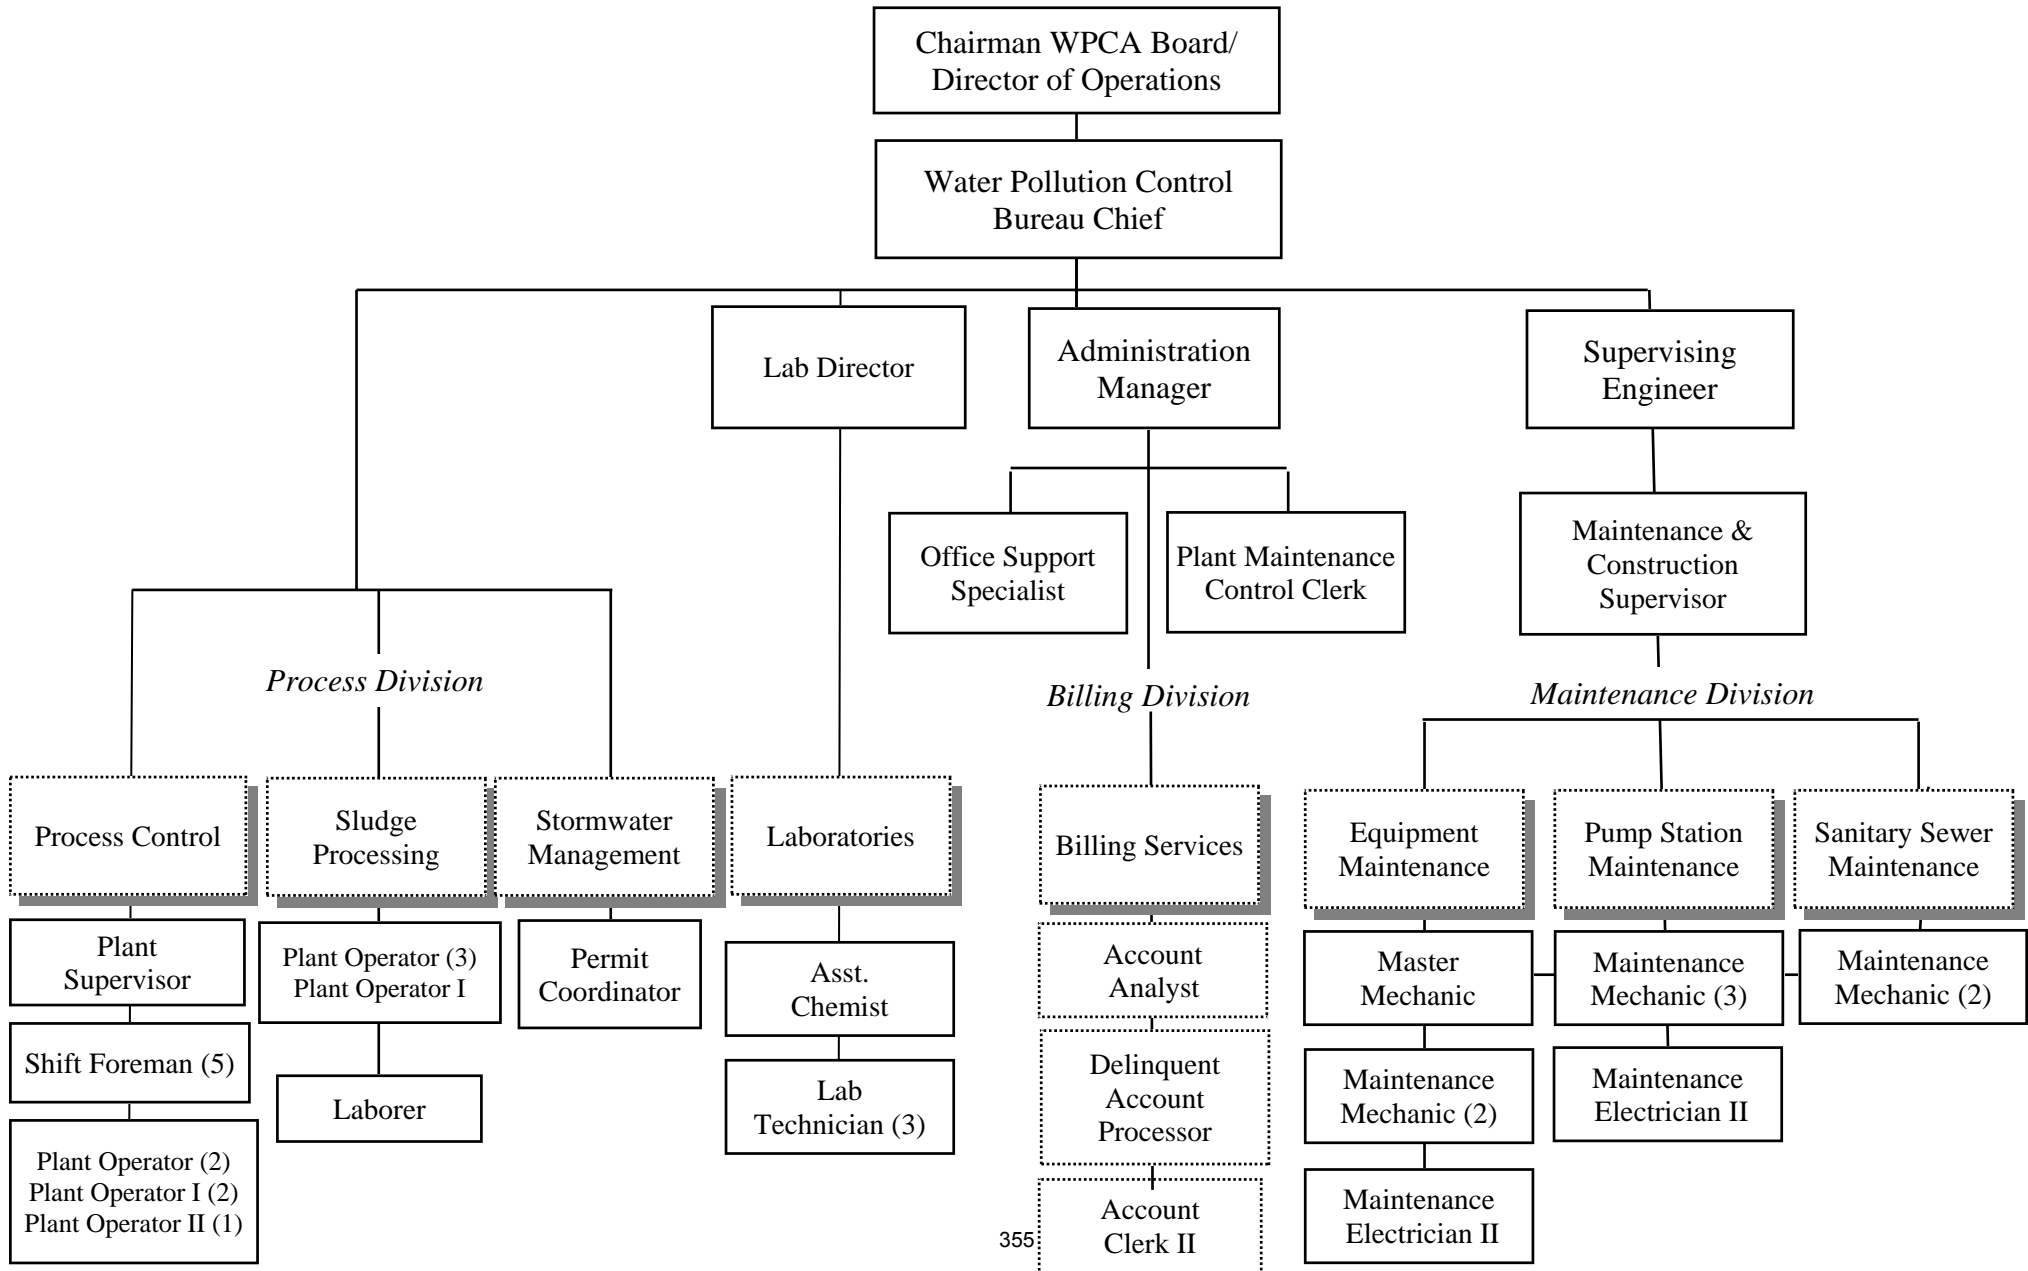 Chairman WPCA Board/
Director of Operations
Water Pollution Control
Bureau Chief
Lab Director
Administration
Manager
Supervising
Engineer
Office Support
Specialist
Plant Maintenance
Control Clerk
Maintenance &
Construction
Supervisor
Process Division
Billing Division
Maintenance Division
Process Control
Sludge
Processing
Stormwater
Management
Laboratories
Billing Services
Equipment
Maintenance
Pump Station
Maintenance
Sanitary Sewer
Maintenance
Plant
Supervisor
Plant Operator (3)
Plant Operator I
Permit
Coordinator
Asst.
Chemist
Account
Analyst
Master
Mechanic
Maintenance
Mechanic (3)
Maintenance
Mechanic (2)
Shift Foreman (5)
Laborer
Lab
Technician (3)
Delinquent
Account
Processor
Maintenance
Mechanic (2)
Maintenance
Electrician II
Plant Operator (2)
Plant Operator I (2)
Plant Operator II (1)
Account
Clerk II
Maintenance
Electrician II
355